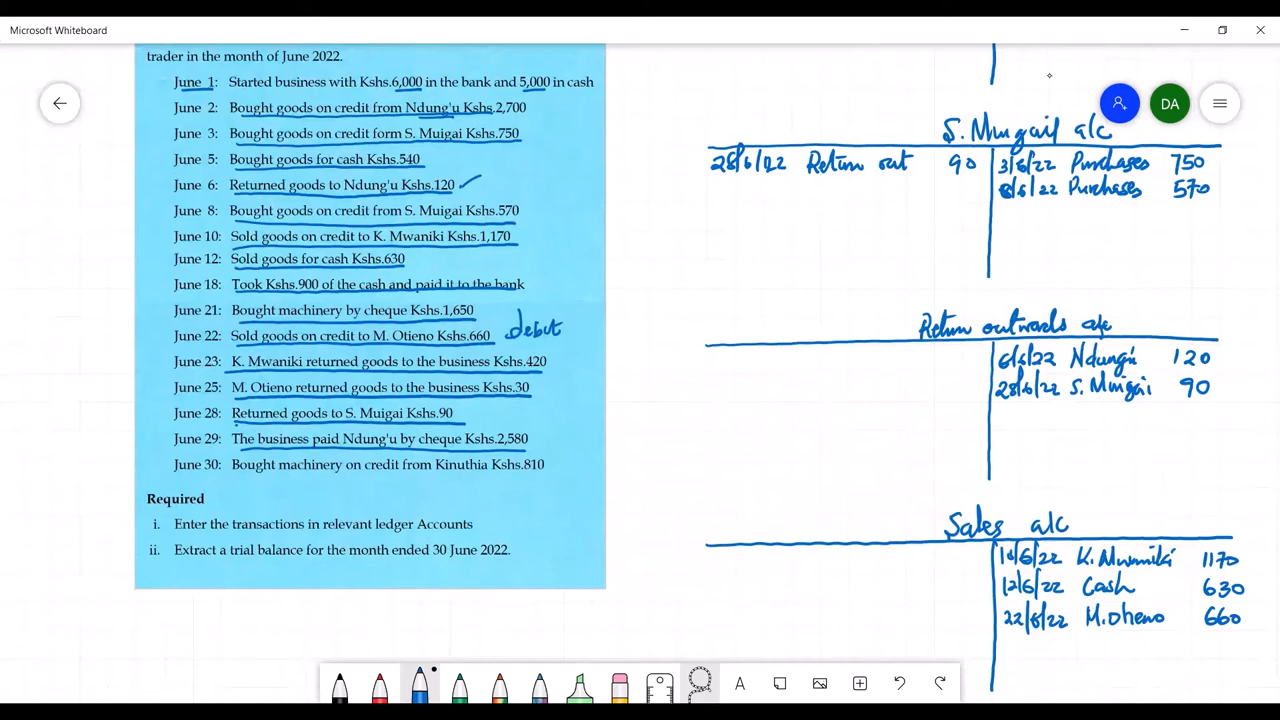 Microsoft Whiteboard
trader in the month of June 2022.
June 1: Started business with Kshs.6,000 in the bank and 5,000 in cash
June 2: Bought goods on credit from Ndung'u Kshs.2,700
June 3: Bought goods on credit form S. Muigai Kshs.750
June 5: Bought goods for cash Kshs.540
June 6: Returned goods to Ndung'u Kshs.120
June 8: Bought goods on credit from S. Muigai Kshs.570
June 10: Sold goods on credit to K. Mwaniki Kshs.1,170
June 12: Sold goods for cash Kshs.630
June 18: Took Kshs.900 of the cash and paid it to the bank
June 21: Bought machinery by cheque Kshs.1,650
June 22: Sold goods on credit to M. Otieno Kshs.660 debit
June 23: K. Mwaniki returned goods to the business Kshs.420
June 25: M. Otieno returned goods to the business Kshs.30
June 28: Returned goods to S. Muigai Kshs.90
June 29: The business paid Ndung'u by cheque Kshs.2,580
June 30: Bought machinery on credit from Kinuthia Kshs.810
Required
i. Enter the transactions in relevant ledger Accounts
ii. Extract a trial balance for the month ended 30 June 2022.
DA
S. Muigai a/c
28/6/22 Return out 90 3/6/22 Purchases 750
8/6/22 Purchases 570
Return outwards a/c
6/6/22 Ndungu 120
28/6/22 S. Muigai 90
Sales a/c
10/6/22 K. Mwaniki 1170
12/6/22 Cash 630
22/6/22 M. Otieno 660
A